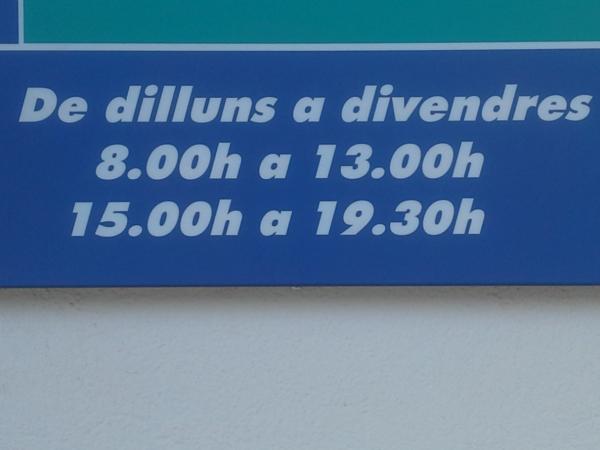 De dilluns a divendres
8.00h a 13.00h
15.00h a 19.30h